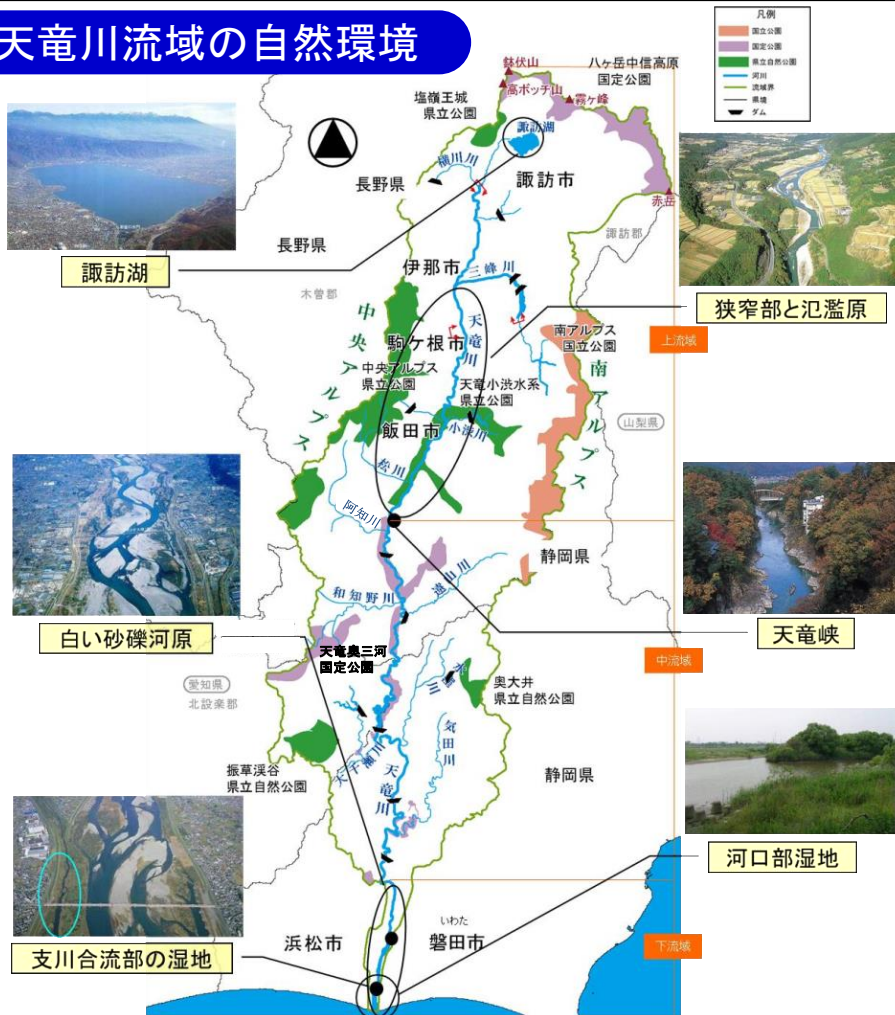 天竜川流域の自然環境
凡例
国立公園
国定公園
県立自然公園
河川
流域界
県境
ダム
鉢伏山
高ボッチ山
霧ヶ峰
八ヶ岳中信高原
国定公園
塩嶺王城
県立公園
諏訪湖
横川川
長野県
諏訪市
赤岳
諏訪郡
諏訪湖
長野県
伊那市
三峰川
木曽郡
狭窄部と氾濫原
上流域
中央アルプス
駒ヶ根市
天竜川
中央アルプス
県立公園
南アルプス
国立公園
南アルプス
天竜小渋水系
県立公園
飯田市
小渋川
山梨県
松川
阿知川
静岡県
和知野川
遠山川
白い砂礫河原
天竜峡
中流域
天竜奥三河
国定公園
愛知県
北設楽郡
奥大井
県立自然公園
気田川
振草渓谷
県立自然公園
大千瀬川
天竜川
静岡県
河口部湿地
いわた
浜松市
磐田市
下流域
支川合流部の湿地